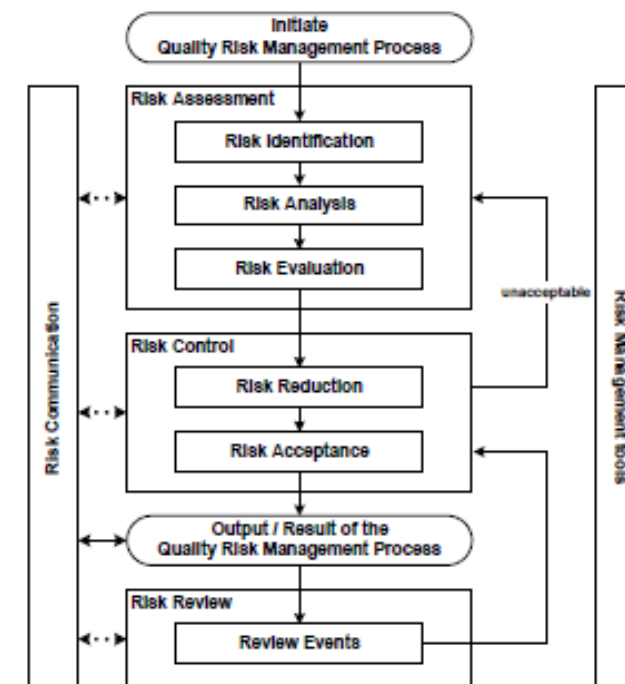 Initiate
Quality Risk Management Process
Risk Assessment
Risk Identification
Risk Analysis
Risk Evaluation
unacceptable
Risk Control
Risk Reduction
Risk Acceptance
Output / Result of the
Quality Risk Management Process
Risk Review
Review Events
Risk Communication
Risk Management tools